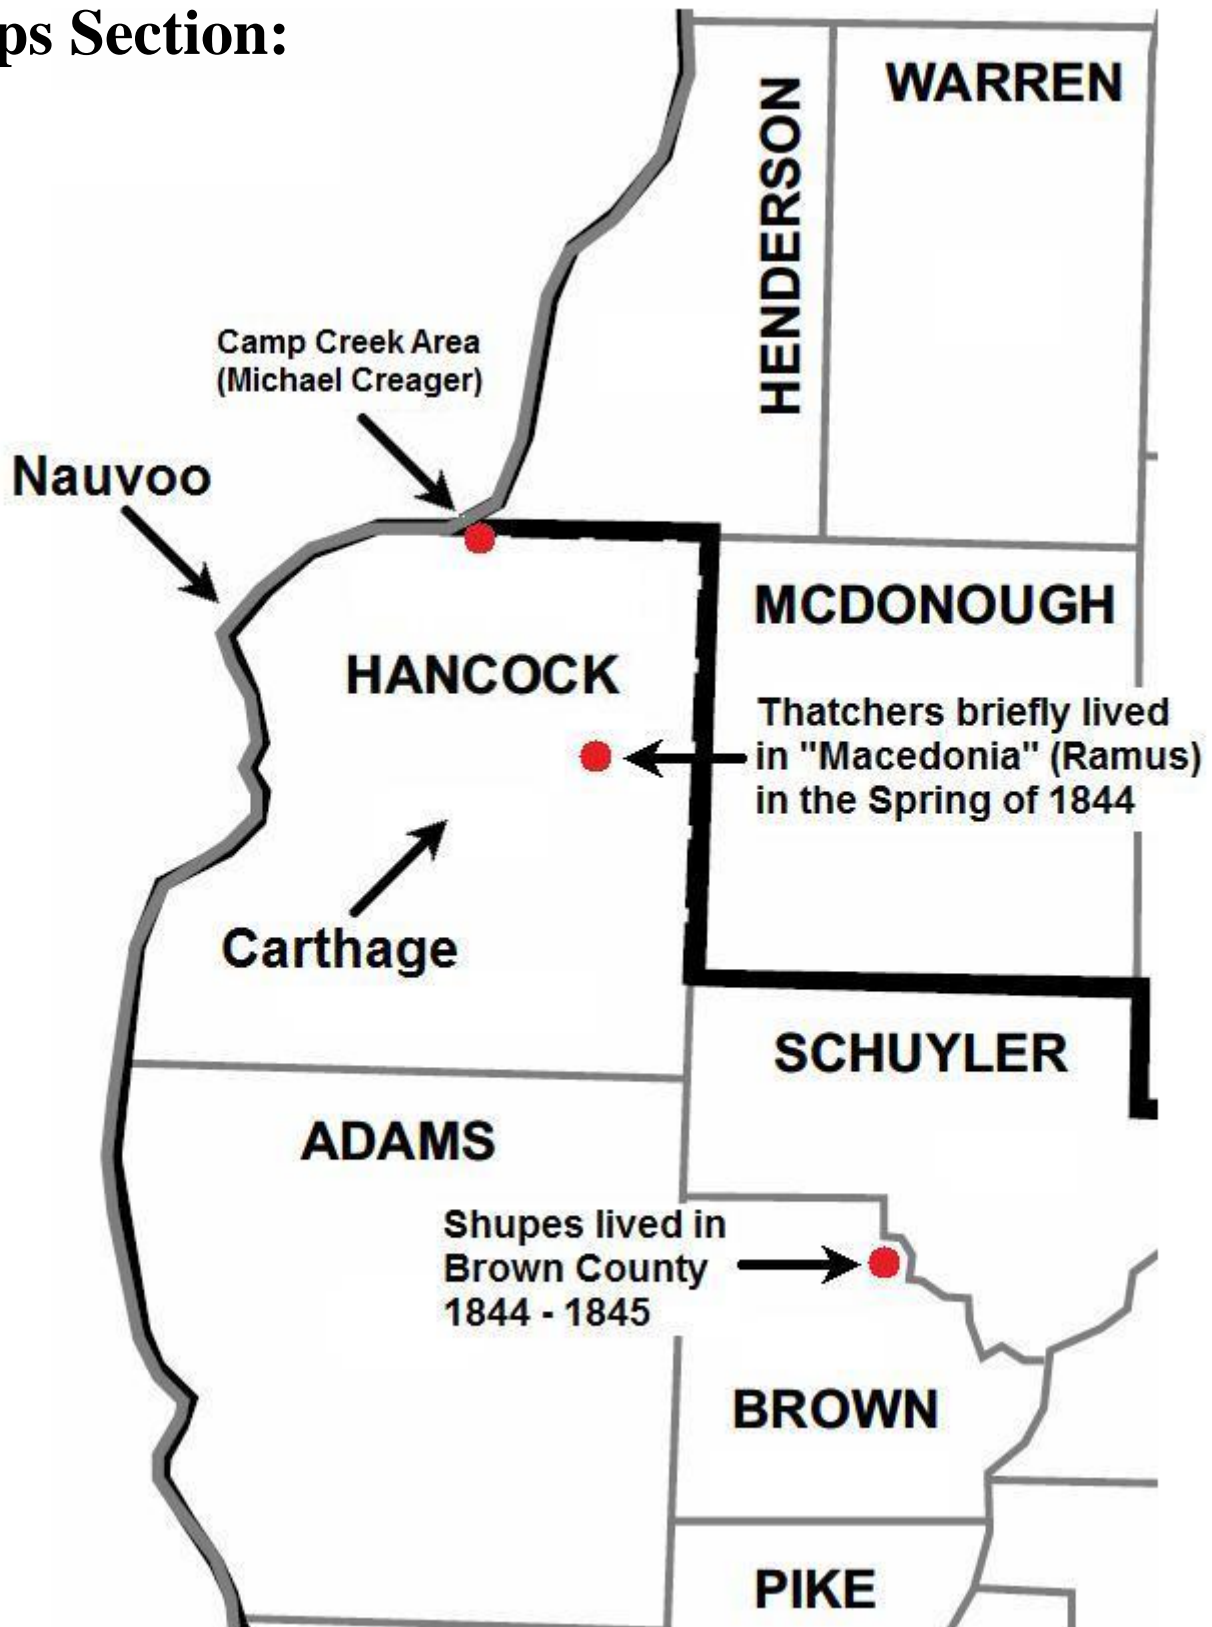 ps Section:
WARREN
HENDERSON
Camp Creek Area
(Michael Creager)
Nauvoo
MCDONOUGH
HANCOCK
Thatchers briefly lived
in "Macedonia" (Ramus)
in the Spring of 1844
Carthage
SCHUYLER
ADAMS
Shupes lived in
Brown County
1844 - 1845
BROWN
PIKE